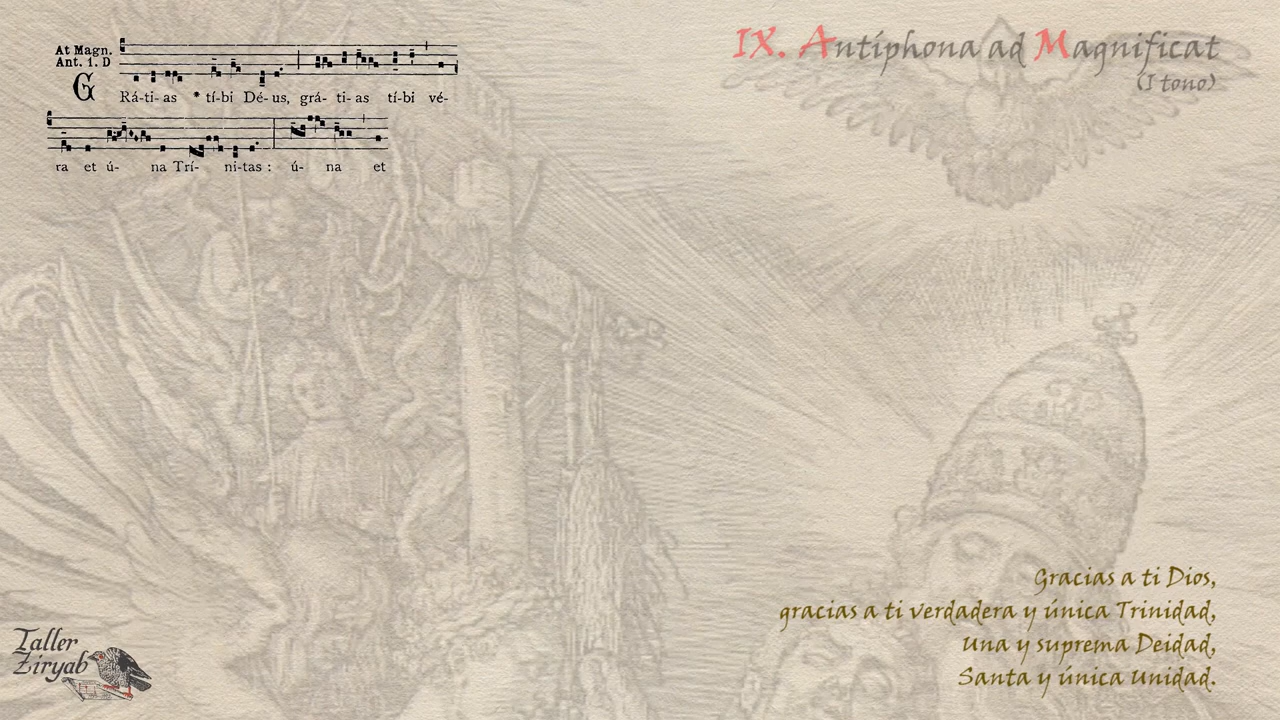 At Magn.
Ant. 1. D
GRá-ti-as * tí-bi Dé-us, grá-ti-as tí-bi vé-
ra et ú-na Trí-ni-tas : ú-na et
IX. Antiphona ad Magnificat
(I tono)
Gracias a ti Dios,
gracias a ti verdadera y única Trinidad,
Una y suprema Deidad,
Santa y única Unidad.
Taller
Ziryab